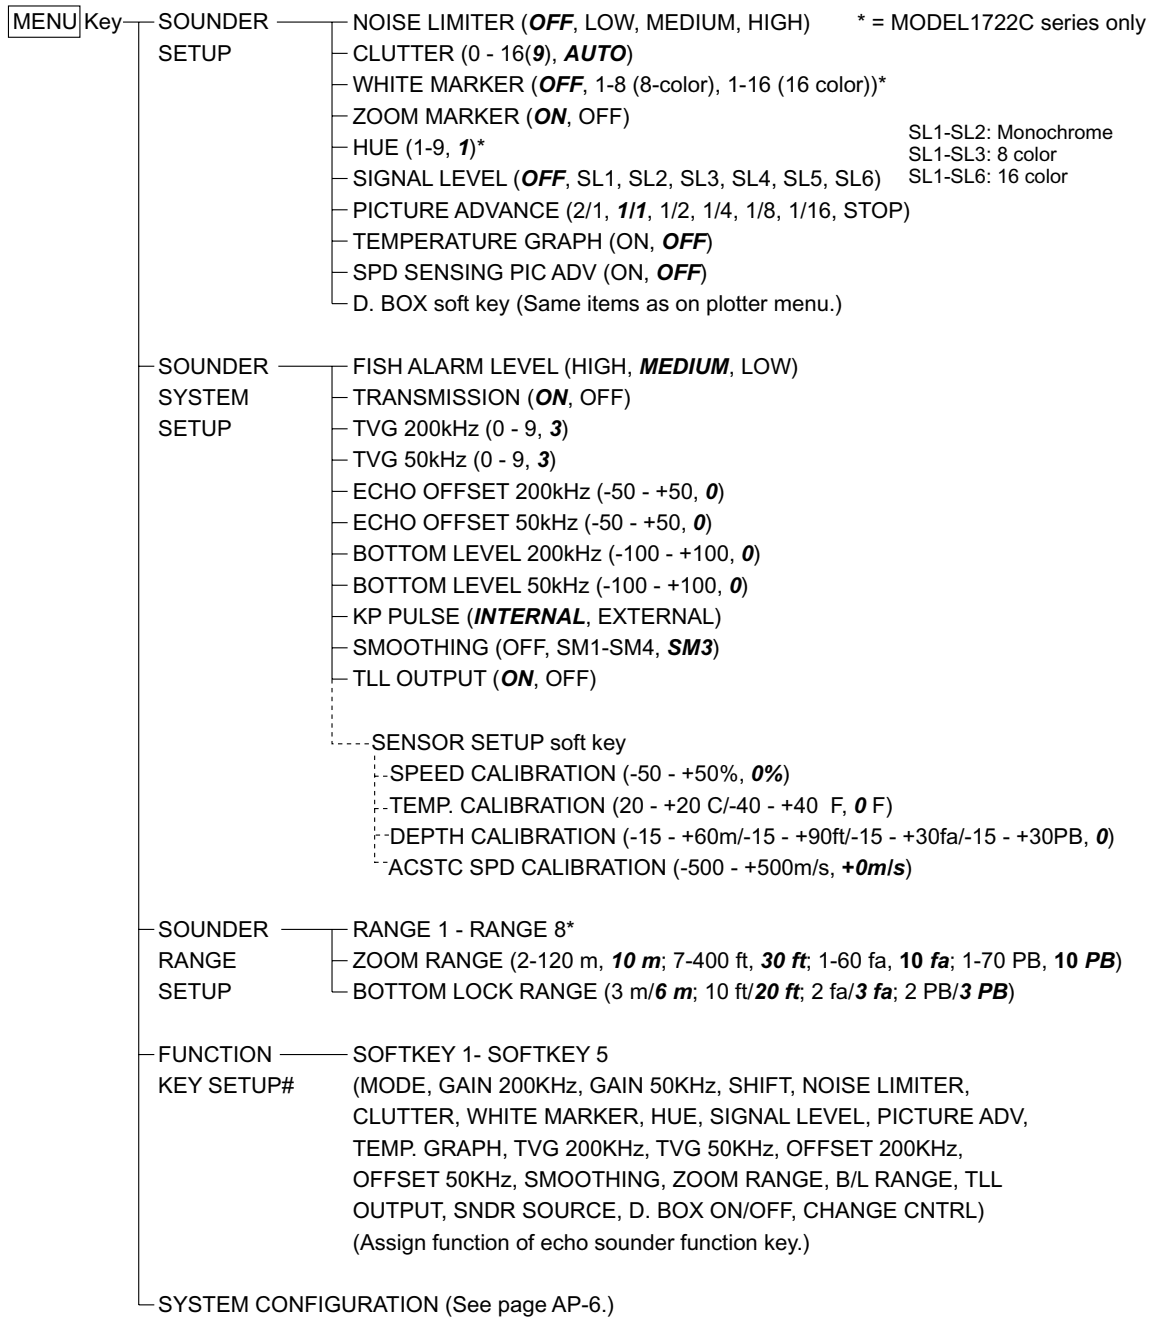 MENU Key SOUNDER NOISE LIMITER (OFF, LOW, MEDIUM, HIGH) * = MODEL1722C series only
SETUP CLUTTER (0 - 16(9), AUTO)
WHITE MARKER (OFF, 1-8 (8-color), 1-16 (16 color))*
ZOOM MARKER (ON, OFF)
HUE (1-9, 1)*
SIGNAL LEVEL (OFF, SL1, SL2, SL3, SL4, SL5, SL6)
SL1-SL2: Monochrome
SL1-SL3: 8 color
SL1-SL6: 16 color
PICTURE ADVANCE (2/1, 1/1, 1/2, 1/4, 1/8, 1/16, STOP)
TEMPERATURE GRAPH (ON, OFF)
SPD SENSING PIC ADV (ON, OFF)
D. BOX soft key (Same items as on plotter menu.)
SOUNDER FISH ALARM LEVEL (HIGH, MEDIUM, LOW)
SYSTEM TRANSMISSION (ON, OFF)
SETUP TVG 200kHz (0 - 9, 3)
TVG 50kHz (0 - 9, 3)
ECHO OFFSET 200kHz (-50 - +50, 0)
ECHO OFFSET 50kHz (-50 - +50, 0)
BOTTOM LEVEL 200kHz (-100 - +100, 0)
BOTTOM LEVEL 50kHz (-100 - +100, 0)
KP PULSE (INTERNAL, EXTERNAL)
SMOOTHING (OFF, SM1-SM4, SM3)
TLL OUTPUT (ON, OFF)
SENSOR SETUP soft key
SPEED CALIBRATION (-50 - +50%, 0%)
TEMP. CALIBRATION (20 - +20 C/-40 - +40 F, 0 F)
DEPTH CALIBRATION (-15 - +60m/-15 - +90ft/-15 - +30fa/-15 - +30PB, 0)
ACSTC SPD CALIBRATION (-500 - +500m/s, +0m/s)
SOUNDER RANGE 1 - RANGE 8*
RANGE ZOOM RANGE (2-120 m, 10 m; 7-400 ft, 30 ft; 1-60 fa, 10 fa; 1-70 PB, 10 PB)
SETUP BOTTOM LOCK RANGE (3 m/6 m; 10 ft/20 ft; 2 fa/3 fa; 2 PB/3 PB)
FUNCTION SOFTKEY 1- SOFTKEY 5
KEY SETUP# (MODE, GAIN 200KHz, GAIN 50KHz, SHIFT, NOISE LIMITER,
CLUTTER, WHITE MARKER, HUE, SIGNAL LEVEL, PICTURE ADV,
TEMP. GRAPH, TVG 200KHz, TVG 50KHz, OFFSET 200KHz,
OFFSET 50KHz, SMOOTHING, ZOOM RANGE, B/L RANGE, TLL
OUTPUT, SNDR SOURCE, D. BOX ON/OFF, CHANGE CNTRL)
(Assign function of echo sounder function key.)
SYSTEM CONFIGURATION (See page AP-6.)